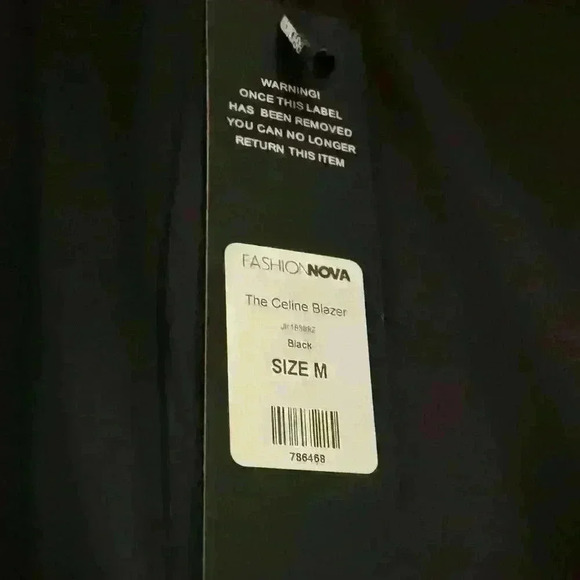 WARNING!
ONCE THIS LABEL
HAS BEEN REMOVED
YOU CAN NO LONGER
RETURN THIS ITEM
FASHIONNOVA
The Celine Blazer
Black
SIZE M
786468